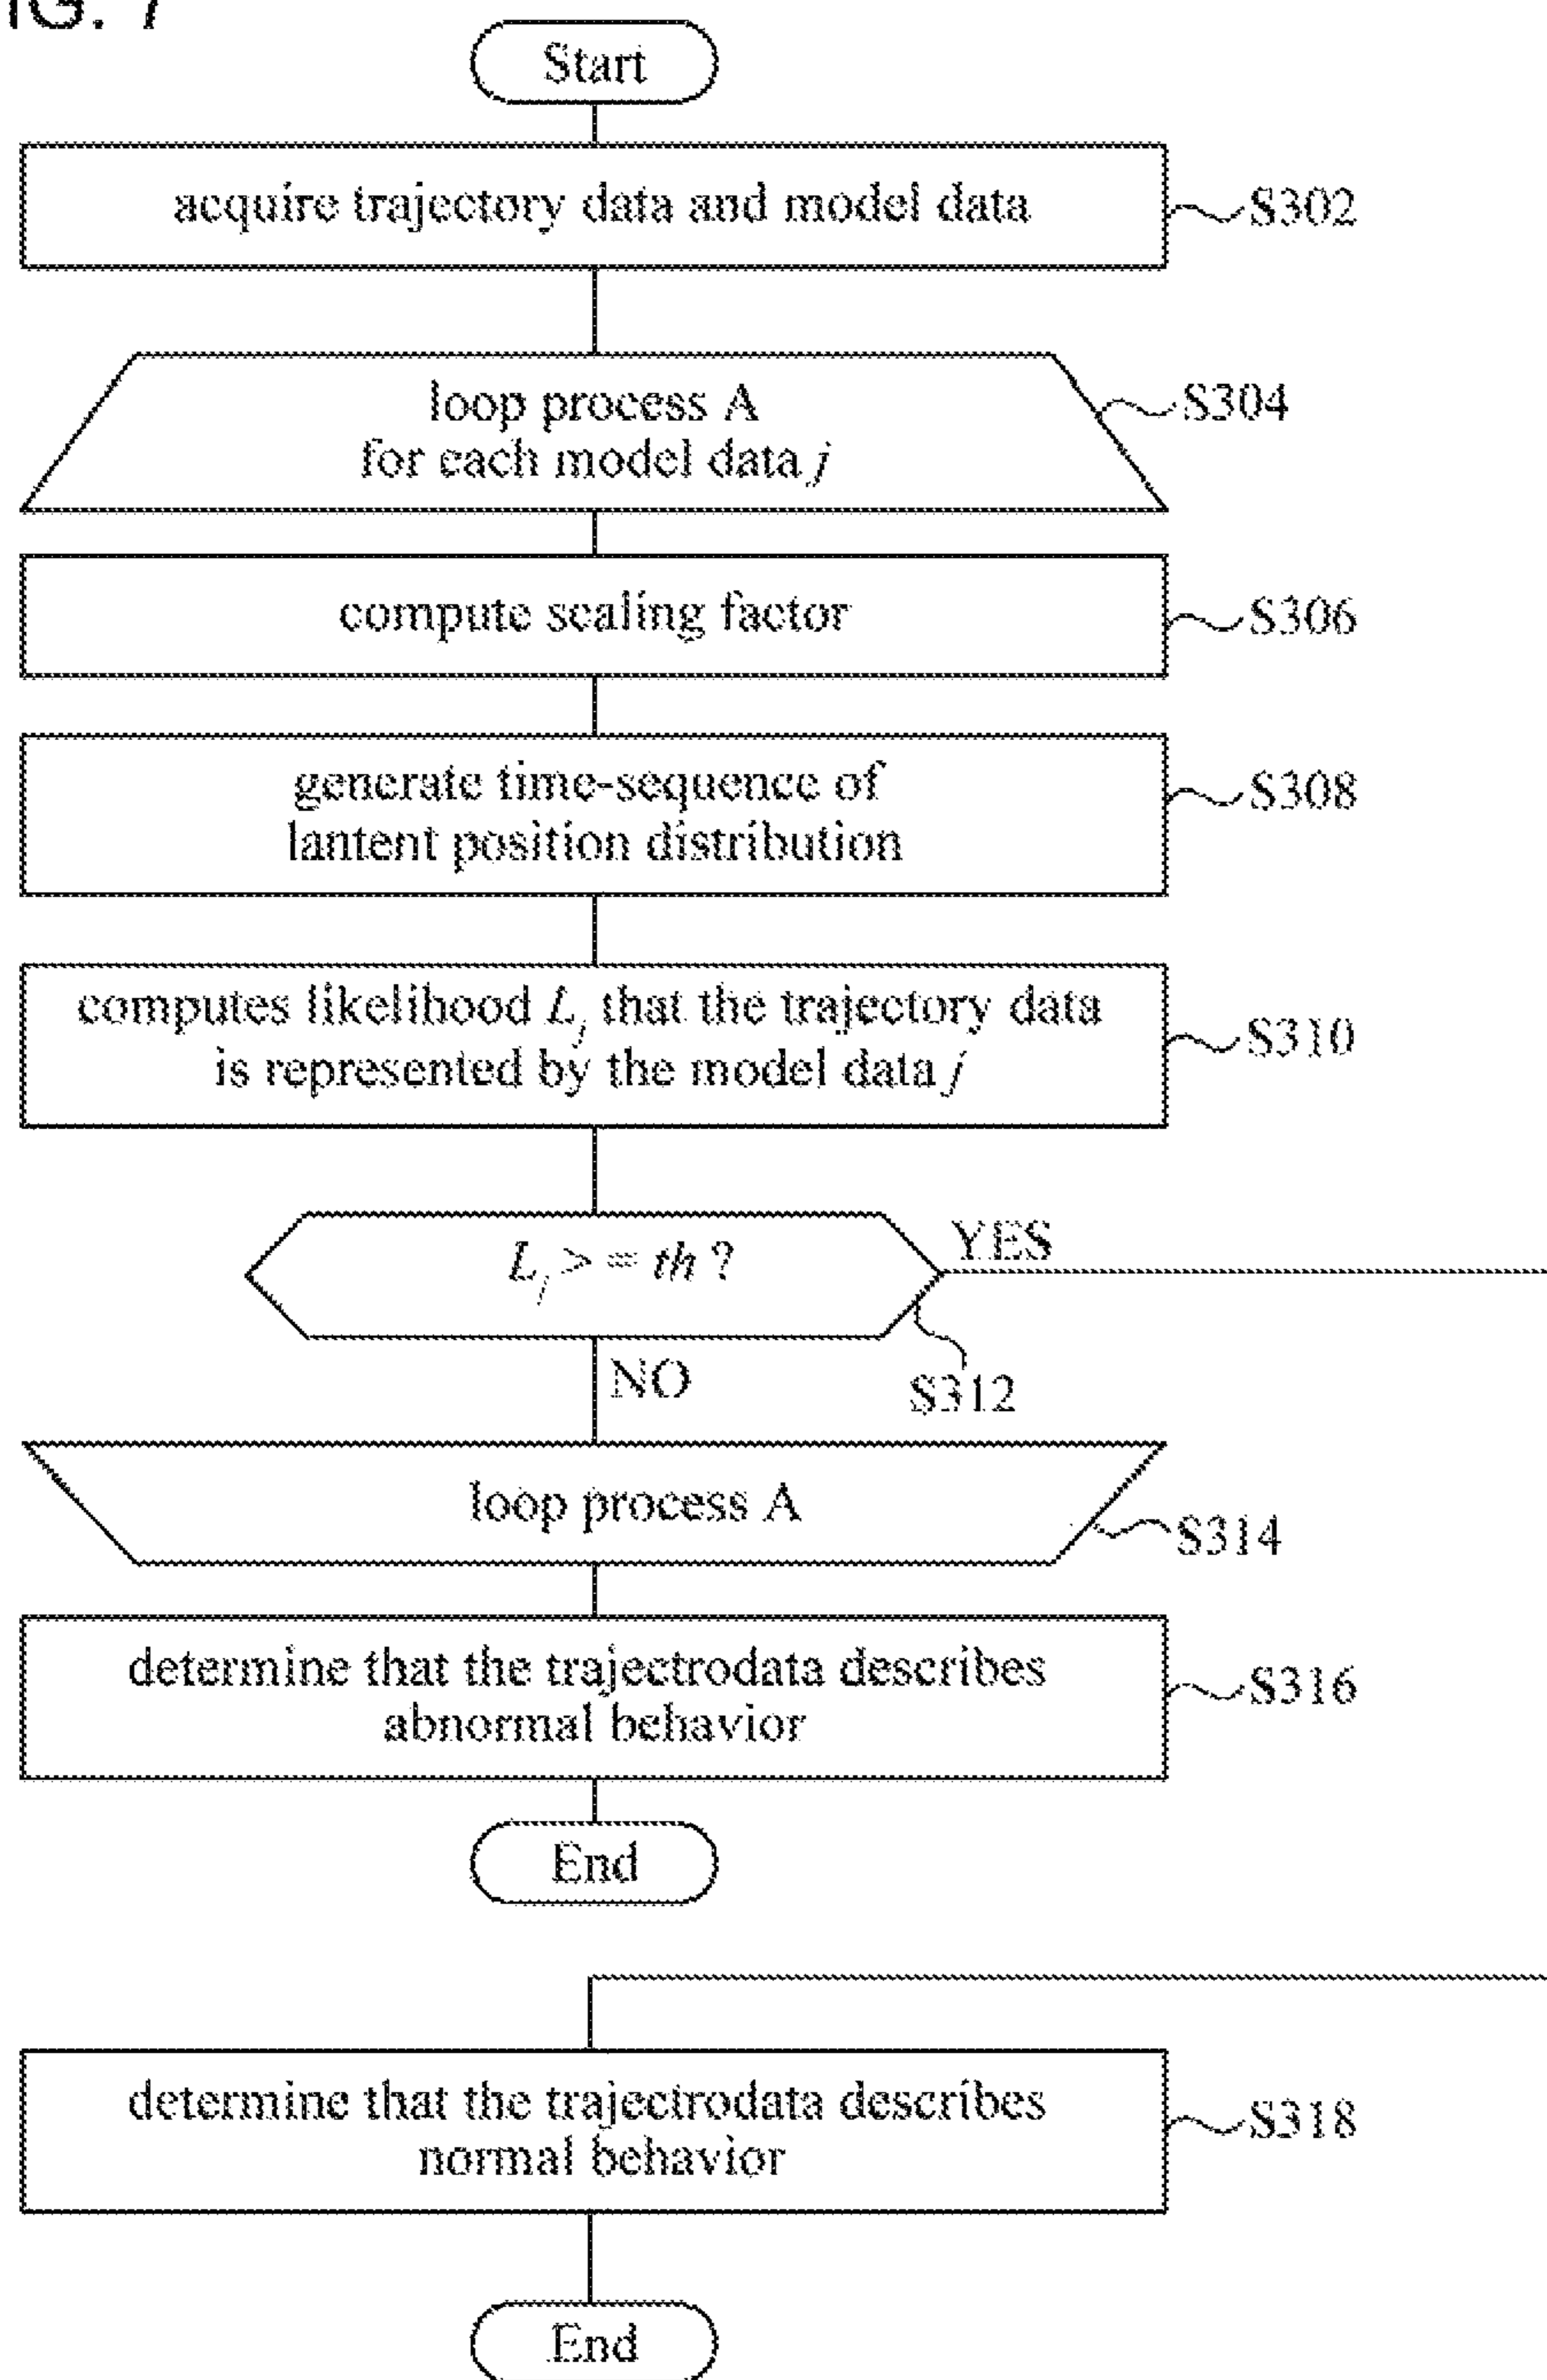 FIG. 7
Start
acquire trajectory data and model data
S302
loop process A
S304
for each model data j
compute scaling factor
S306
generate time-sequence of
S308
lantent position distribution
computes likelihood Lj that the trajectory data
S310
is represented by the model data j
Lj >= th ?
YES
S312
NO
loop process A
S314
determine that the trajectrodata describes
S316
abnormal behavior
End
determine that the trajectrodata describes
S318
normal behavior
End